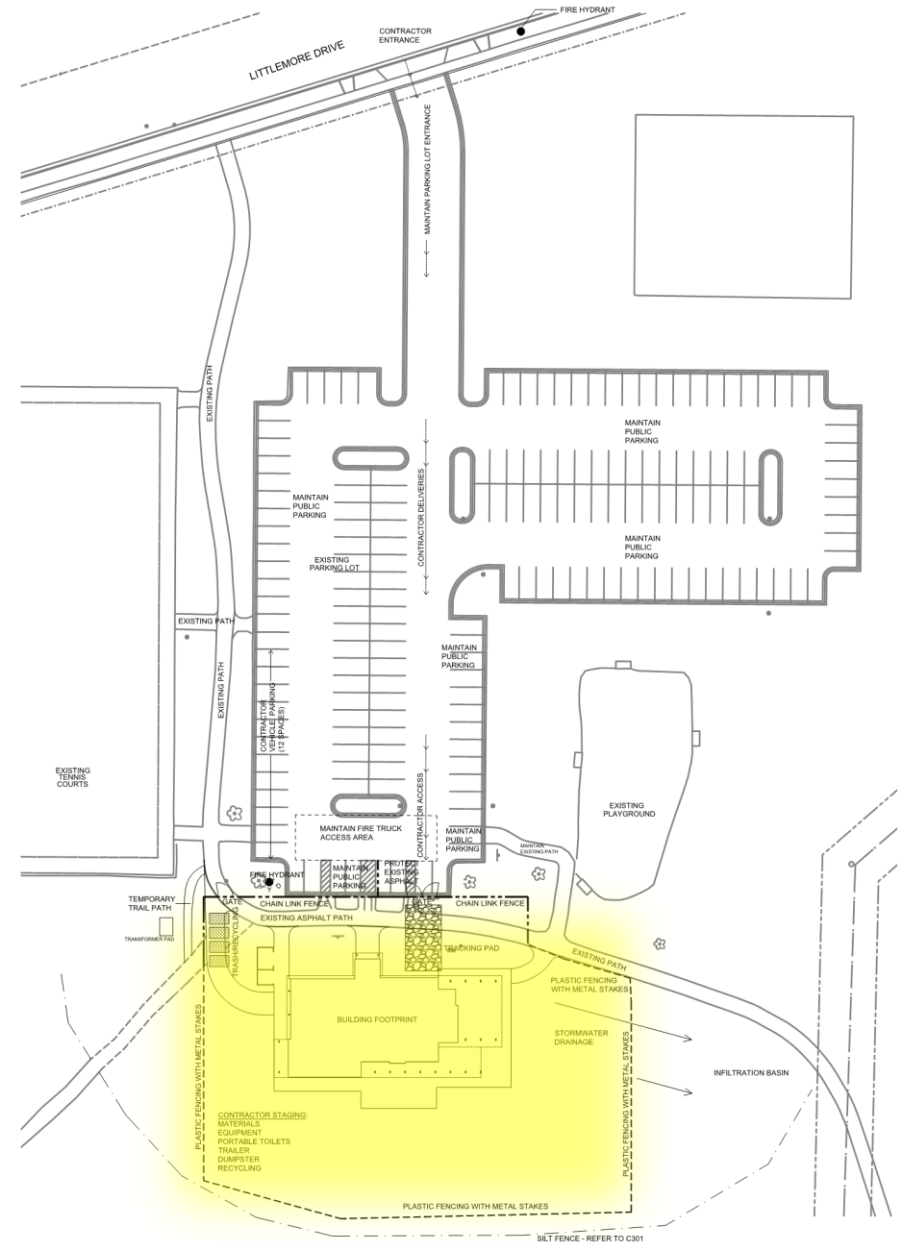 FIRE HYDRANT
CONTRACTOR
ENTRANCE
LITTLEMORE DRIVE
MAINTAIN PARKING LOT ENTRANCE
EXISTING PATH
MAINTAIN
PUBLIC
PARKING
MAINTAIN
PUBLIC
PARKING
CONTRACTOR DELIVERIES
MAINTAIN
PUBLIC
PARKING
EXISTING
PARKING LOT
EXISTING PATH
MAINTAIN
PUBLIC
PARKING
EXISTING PATH
CONTRACTOR
VEHICLE PARKING
(12 SPACES)
EXISTING
TENNIS
COURTS
CONTRACTOR ACCESS
EXISTING
PLAYGROUND
MAINTAIN FIRE TRUCK
ACCESS AREA
MAINTAIN
PUBLIC
PARKING
MAINTAIN
EXISTING PATH
FIRE HYDRANT
MAINTAIN
PUBLIC
PARKING
PROTECT
EXISTING
ASPHALT
TEMPORARY
TRAIL PATH
GATE
CHAIN LINK FENCE
GATE
CHAIN LINK FENCE
EXISTING ASPHALT PATH
TRANSFORMER PAD
TRASH/RECYCLING
TRACKING PAD
EXISTING PATH
PLASTIC FENCING
WITH METAL STAKES
BUILDING FOOTPRINT
STORMWATER
DRAINAGE
PLASTIC FENCING WITH METAL STAKES
PLASTIC FENCING WITH METAL STAKES
INFILTRATION BASIN
CONTRACTOR STAGING
MATERIALS
EQUIPMENT
PORTABLE TOILETS
TRAILER
DUMPSTER
RECYCLING
PLASTIC FENCING WITH METAL STAKES
SILT FENCE - REFER TO C301